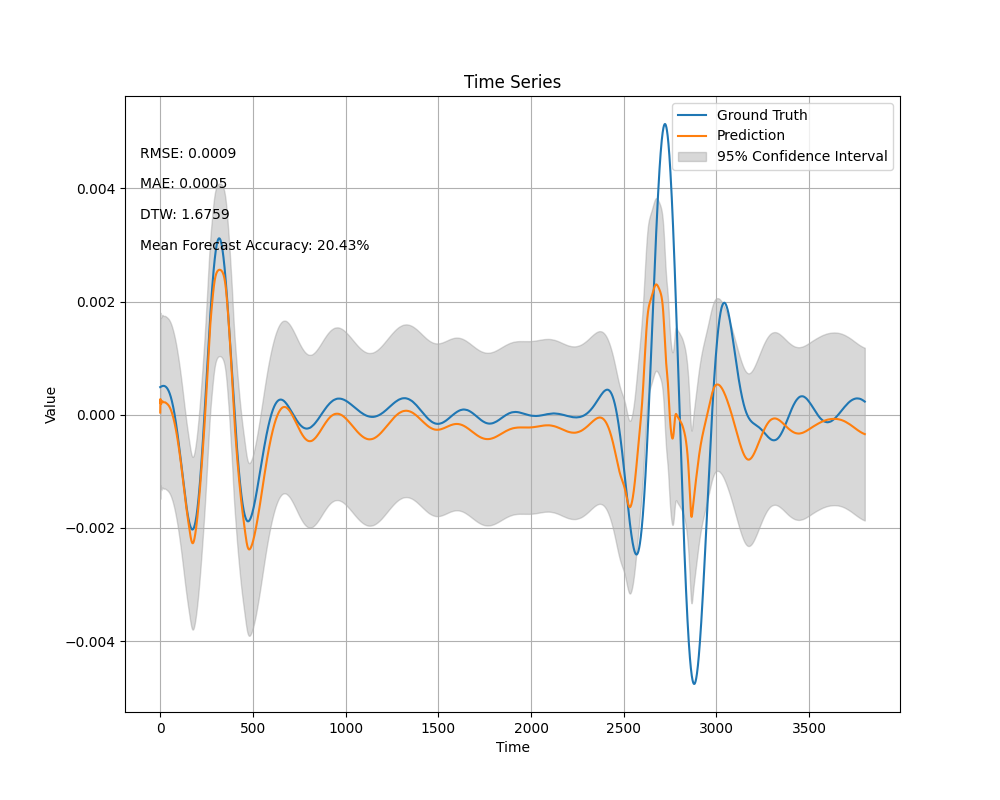 Time Series
Ground Truth
Prediction
95% Confidence Interval
RMSE: 0.0009
MAE: 0.0005
DTW: 1.6759
Mean Forecast Accuracy: 20.43%
Value
0.004
0.002
0.000
−0.002
−0.004
0 500 1000 1500 2000 2500 3000 3500
Time